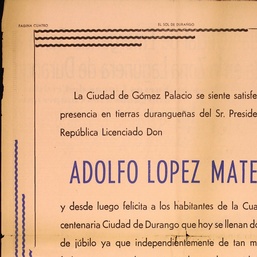 PAGINA CUATRO EL SOL DE DURANGO
La Ciudad de Gómez Palacio se siente satisfe
presencia en tierras durangueñas del Sr. Preside
República Licenciado Don
ADOLFO LOPEZ MATE
y desde luego felicita a los habitantes de la Cua
centenaria Ciudad de Durango que hoy se llenan de
de júbilo ya que independientemente de tan m